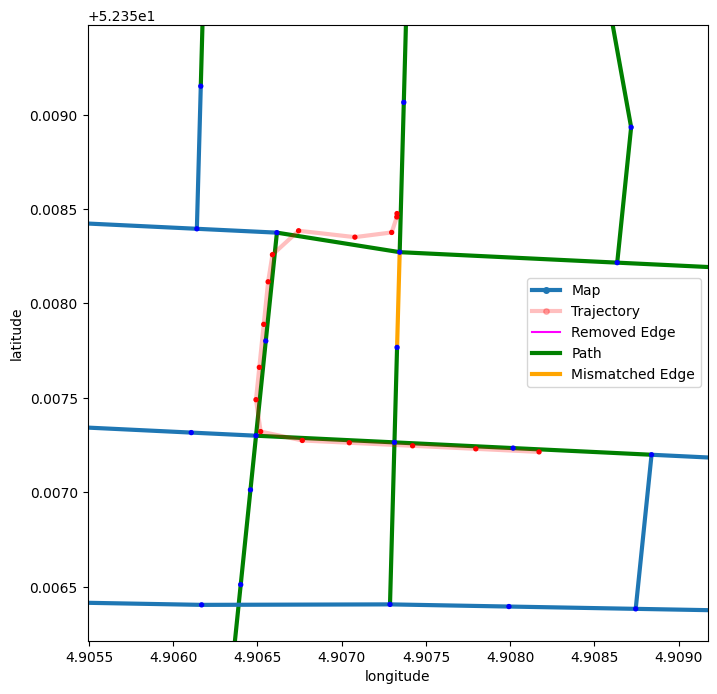 +5.235e1
0.0090
0.0085
0.0080
0.0075
0.0070
0.0065
latitude
Map
Trajectory
Removed Edge
Path
Mismatched Edge
4.9055 4.9060 4.9065 4.9070 4.9075 4.9080 4.9085 4.9090
longitude